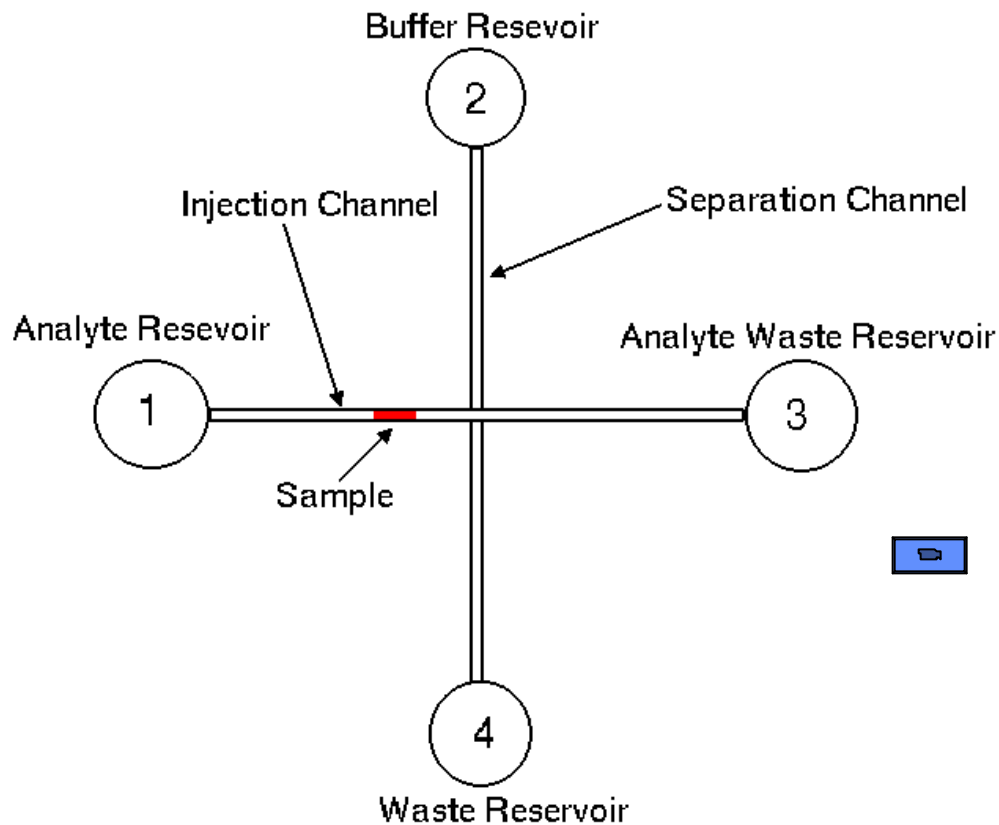 Buffer Resevoir
2
Injection Channel
Separation Channel
Analyte Resevoir
Analyte Waste Reservoir
1
3
Sample
4
Waste Reservoir